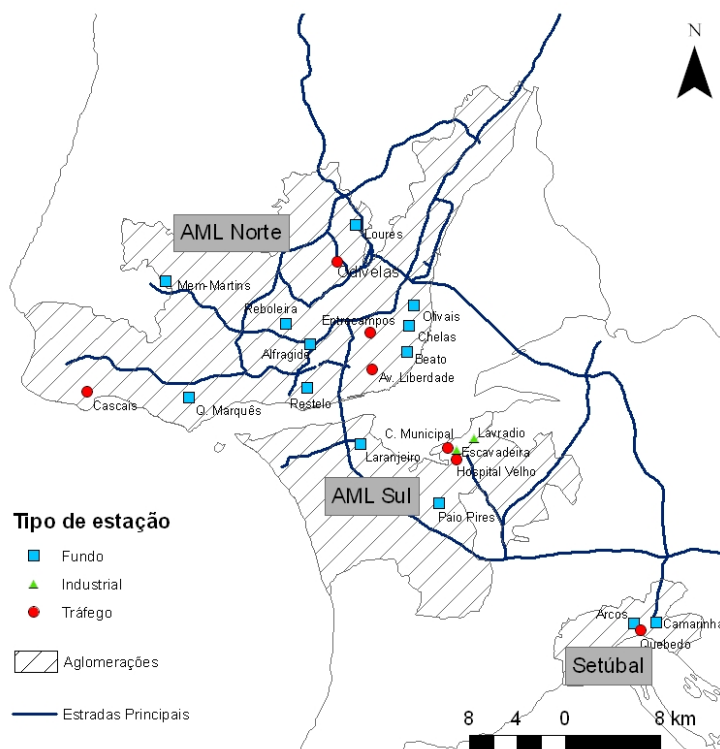 N
AML Norte
Loures
Odivelas
Mem-Martins
Reboleira
Entrecampos
Olivais
Chelas
Alfragide
Beato
Av. Liberdade
Cascais
Q. Marquês
Restelo
C. Municipal
Lavradio
Laranjeiro
Escavadeira
Hospital Velho
AML Sul
Paio Pires
Tipo de estação
Fundo
Industrial
Tráfego
Aglomerações
Estradas Principais
Arcos
Camarinha
Quebedo
Setúbal
8 4 0 8 km